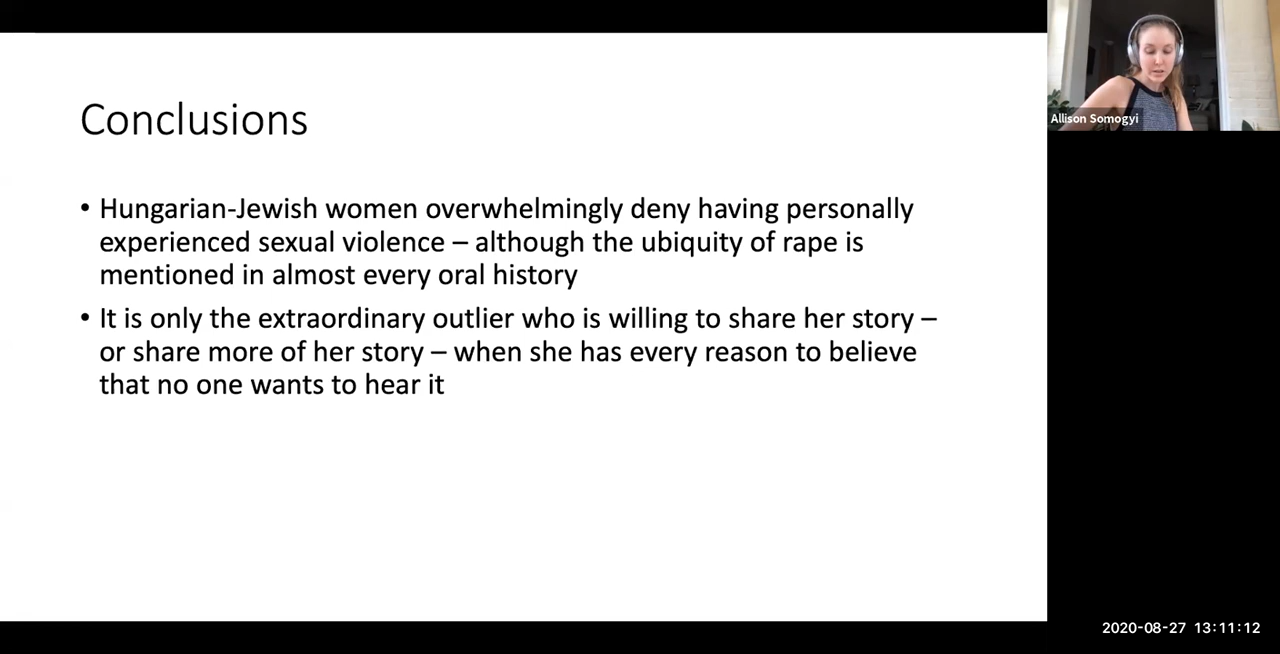 Conclusions
• Hungarian-Jewish women overwhelmingly deny having personally
experienced sexual violence – although the ubiquity of rape is
mentioned in almost every oral history
• It is only the extraordinary outlier who is willing to share her story –
or share more of her story – when she has every reason to believe
that no one wants to hear it
Allison Somogyi
2020-08-27 13:11:12